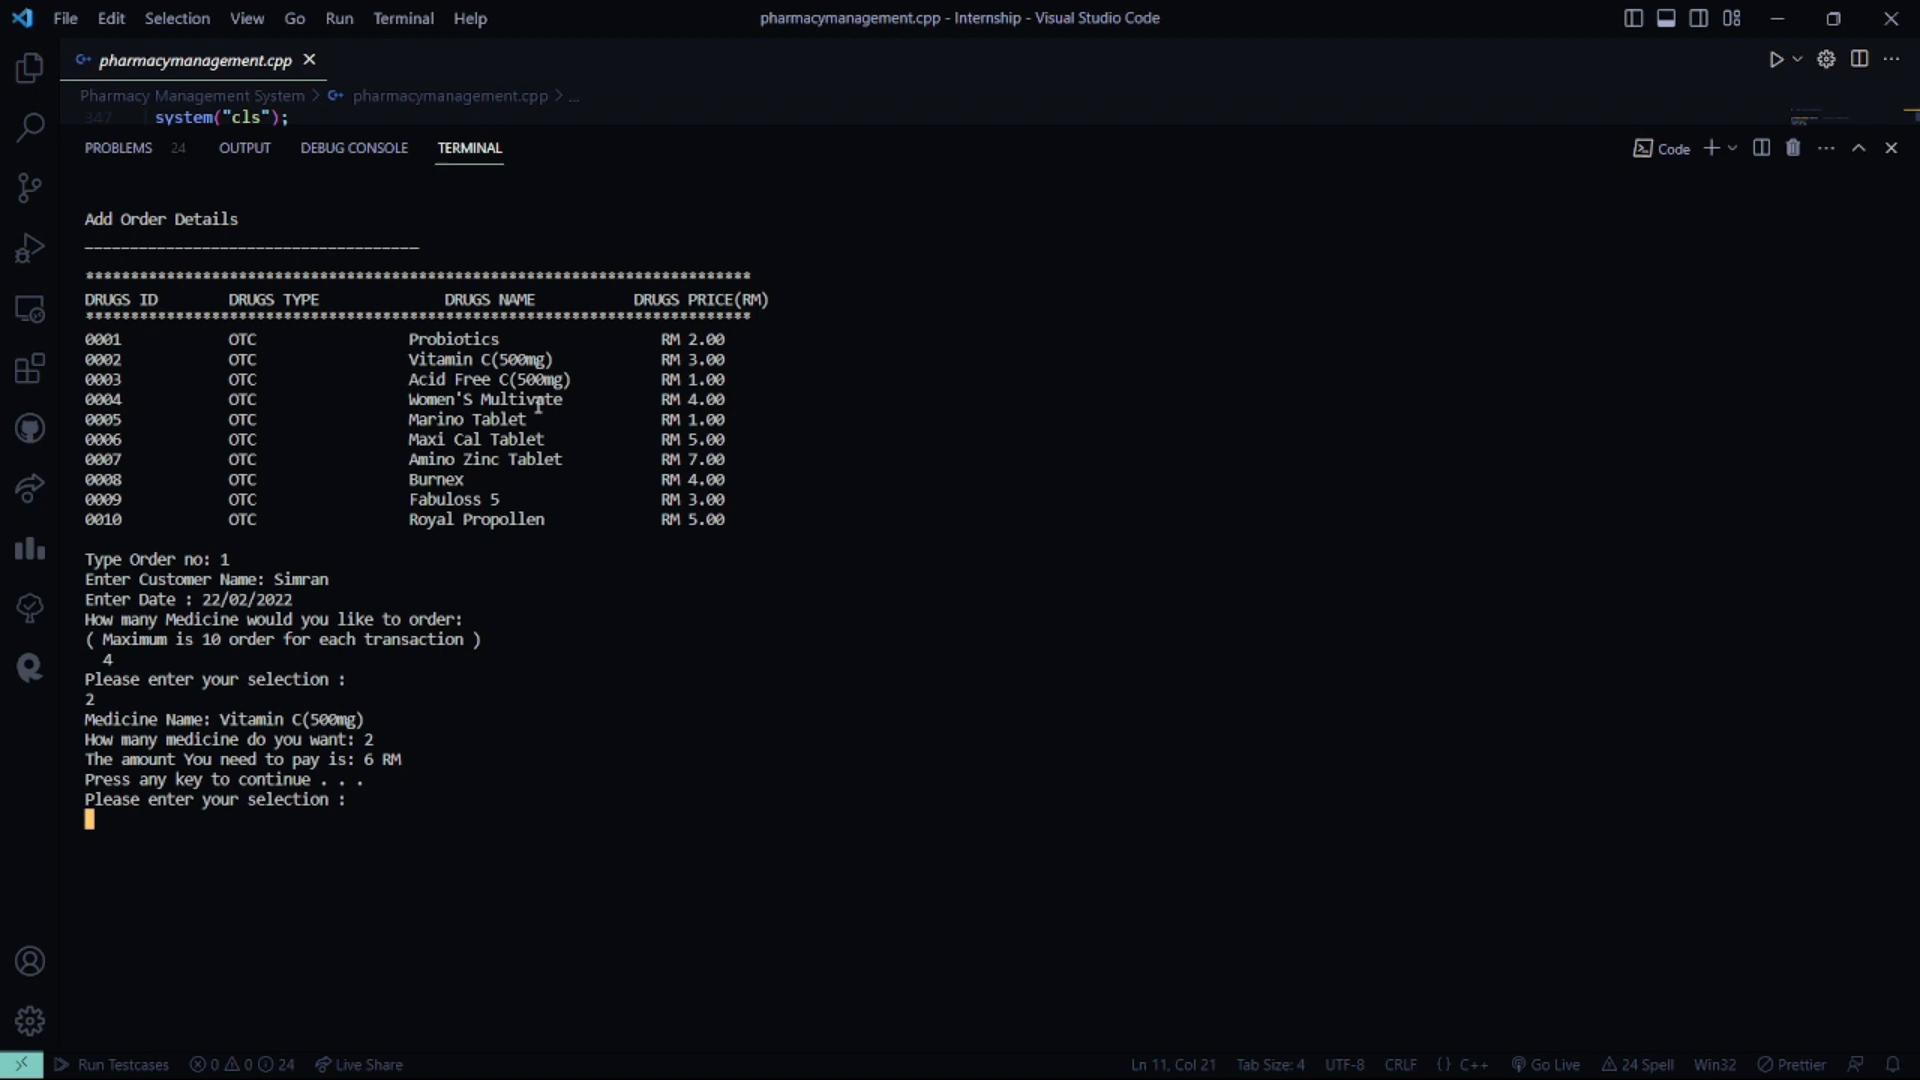 File Edit Selection View Go Run Terminal Help pharmacymanagement.cpp - Internship - Visual Studio Code
pharmacymanagement.cpp
Pharmacy Management System > pharmacymanagement.cpp > ...
347 system("cls");
PROBLEMS 24 OUTPUT DEBUG CONSOLE TERMINAL Code
Add Order Details
-------------------------------------
**************************************************************************
DRUGS ID DRUGS TYPE DRUGS NAME DRUGS PRICE(RM)
**************************************************************************
0001 OTC Probiotics RM 2.00
0002 OTC Vitamin C(500mg) RM 3.00
0003 OTC Acid Free C(500mg) RM 1.00
0004 OTC Women'S Multivate RM 4.00
0005 OTC Marino Tablet RM 1.00
0006 OTC Maxi Cal Tablet RM 5.00
0007 OTC Amino Zinc Tablet RM 7.00
0008 OTC Burnex RM 4.00
0009 OTC Fabuloss 5 RM 3.00
0010 OTC Royal Propollen RM 5.00
Type Order no: 1
Enter Customer Name: Simran
Enter Date : 22/02/2022
How many Medicine would you like to order:
( Maximum is 10 order for each transaction )
4
Please enter your selection :
2
Medicine Name: Vitamin C(500mg)
How many medicine do you want: 2
The amount You need to pay is: 6 RM
Press any key to continue . . .
Please enter your selection :
Run Testcases 0 0 24 Live Share Ln 11, Col 21 Tab Size: 4 UTF-8 CRLF {} C++ Go Live 24 Spell Win32 Prettier